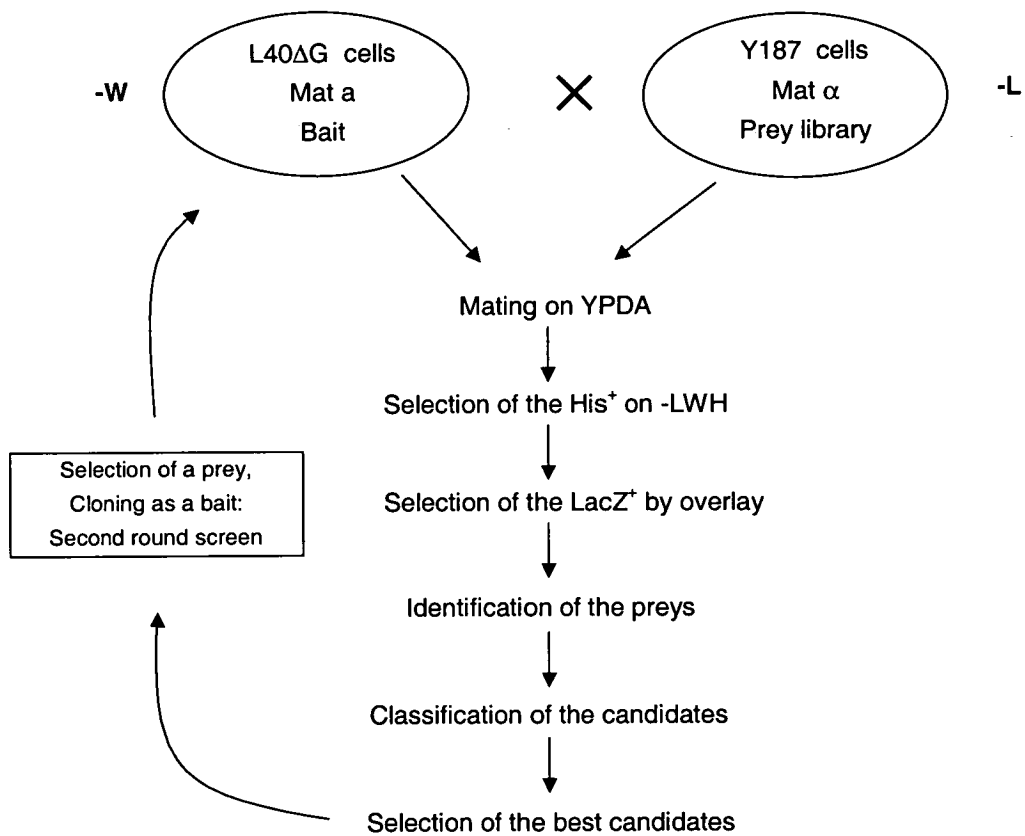 L40ΔG cells
Mat a
Bait
-W
Y187 cells
Mat α
Prey library
-L
Mating on YPDA
Selection of the His⁺ on -LWH
Selection of the LacZ⁺ by overlay
Identification of the preys
Classification of the candidates
Selection of the best candidates
Selection of a prey,
Cloning as a bait:
Second round screen